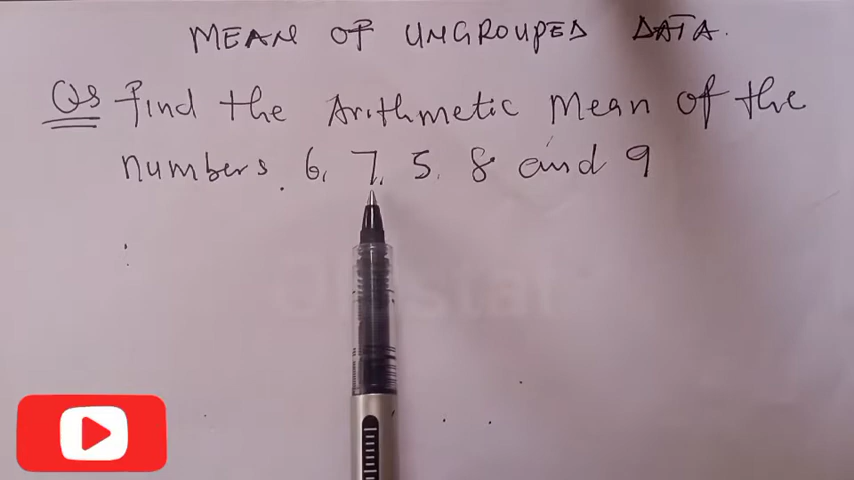 MEAN OF UNGROUPED DATA.
Qs find the Arithmetic Mean of the
numbers. 6, 7, 5, 8 and 9